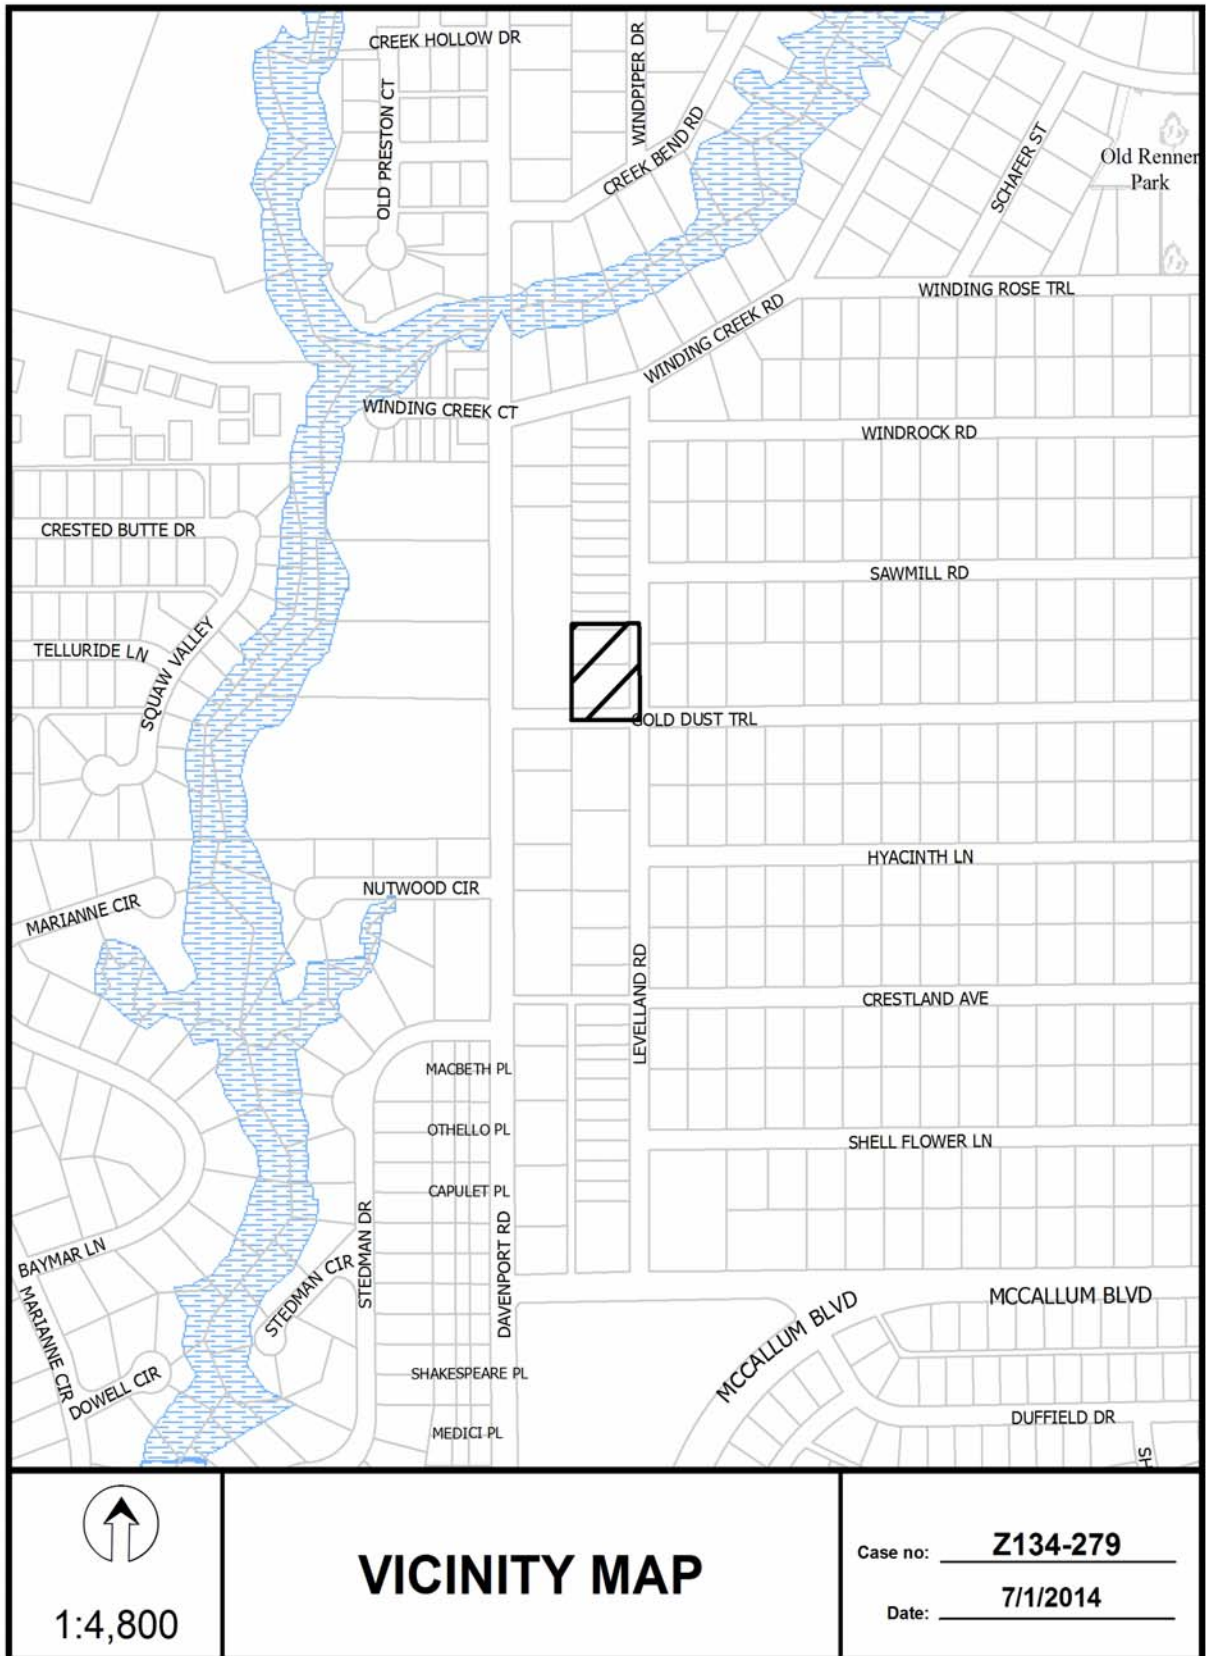 CREEK HOLLOW DR
WINDPIPER DR
OLD PRESTON CT
CREEK BEND RD
SCHAFER ST
Old Renner
Park
WINDING ROSE TRL
WINDING CREEK RD
WINDING CREEK CT
WINDROCK RD
CRESTED BUTTE DR
SAWMILL RD
TELLURIDE LN
SQUAW VALLEY
GOLD DUST TRL
HYACINTH LN
NUTWOOD CIR
MARIANNE CIR
LEVELLAND RD
CRESTLAND AVE
MACBETH PL
OTHELLO PL
SHELL FLOWER LN
CAPULET PL
STEDMAN DR
DAVENPORT RD
BAYMAR LN
STEDMAN CIR
MARIANNE CIR
MCCALLUM BLVD
MCCALLUM BLVD
DOWELL CIR
SHAKESPEARE PL
DUFFIELD DR
MEDICI PL
SH
1:4,800
VICINITY MAP
Case no: Z134-279
Date: 7/1/2014